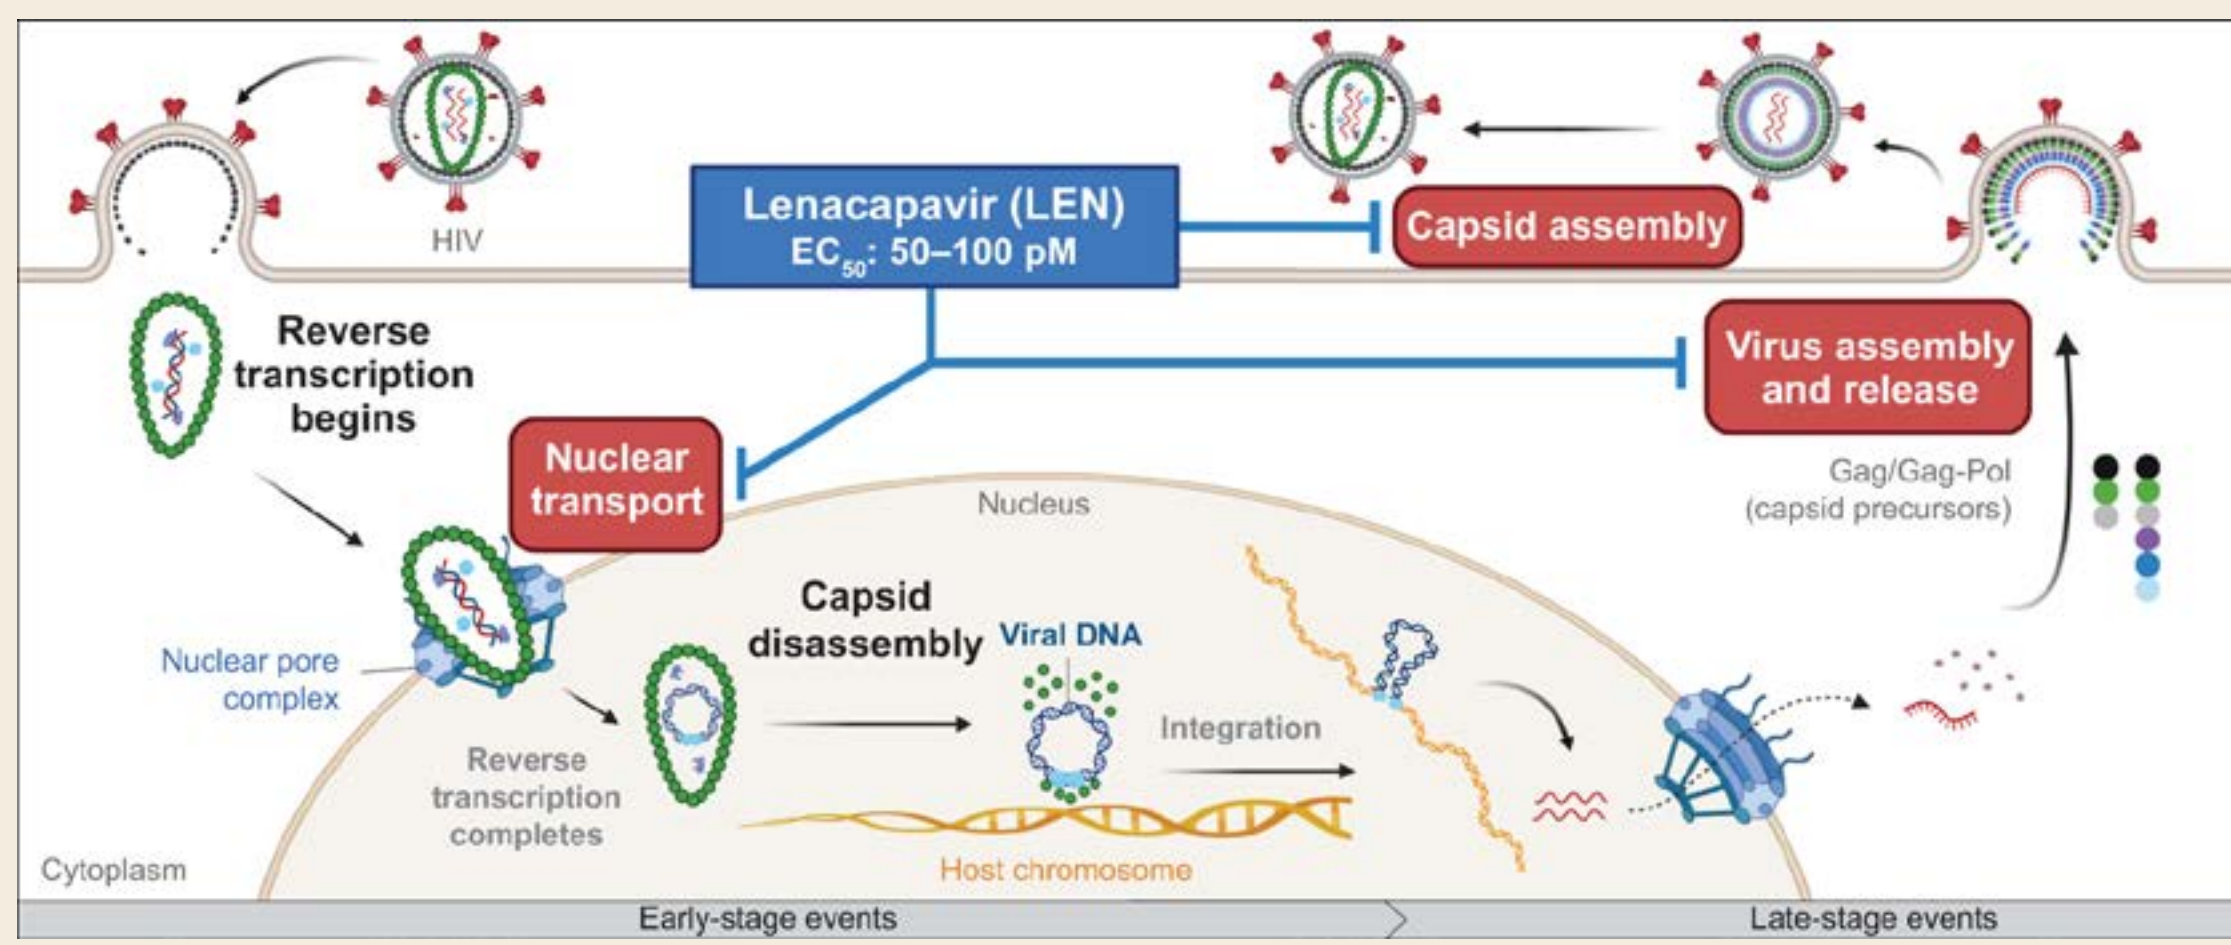 HIV
Lenacapavir (LEN)
EC50: 50–100 pM
Capsid assembly
Reverse
transcription
begins
Virus assembly
and release
Nuclear
transport
Nucleus
Gag/Gag-Pol
(capsid precursors)
Capsid
disassembly
Viral DNA
Nuclear pore
complex
Integration
Reverse
transcription
completes
Cytoplasm
Host chromosome
Early-stage events
Late-stage events